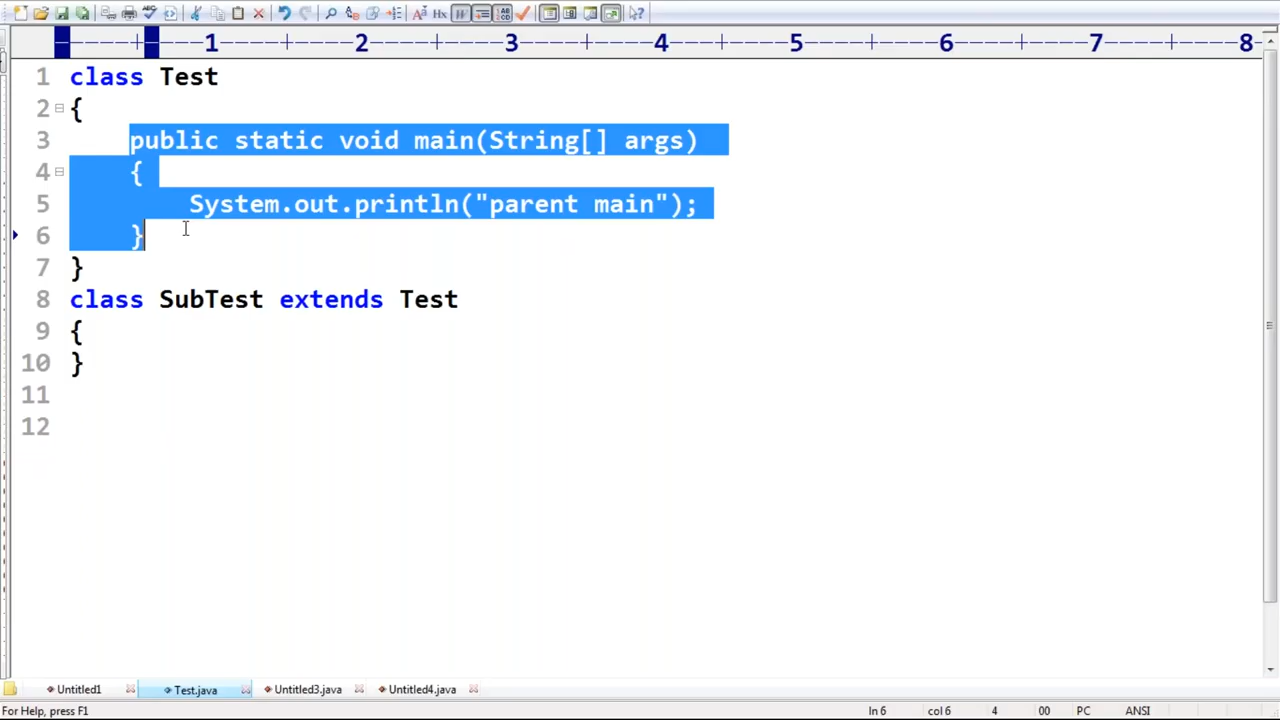 ----+----1----+----2----+----3----+----4----+----5----+----6----+----7----+----8
1 class Test
2 {
3 public static void main(String[] args)
4 {
5 System.out.println("parent main");
6 }
7 }
8 class SubTest extends Test
9 {
10 }
11
12
Untitled1 Test.java Untitled3.java Untitled4.java
For Help, press F1 ln 6 col 6 4 00 PC ANSI